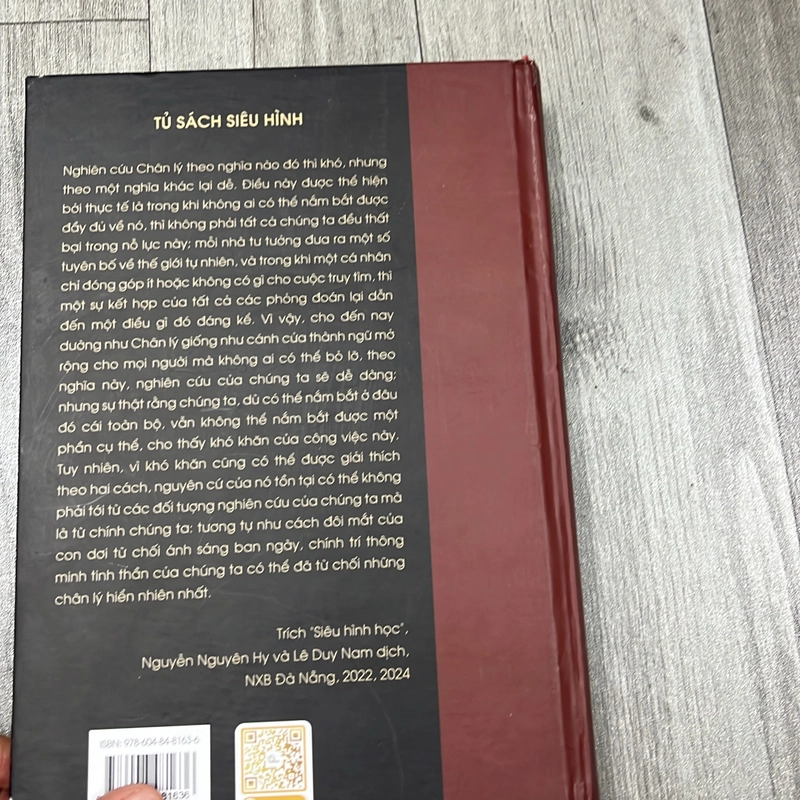 TỦ SÁCH SIÊU HÌNH
Nghiên cứu Chân lý theo nghĩa nào đó thì khó, nhưng
theo một nghĩa khác lại dễ. Điều này được thể hiện
bởi thực tế là trong khi không ai có thể nắm bắt được
đầy đủ về nó, thì không phải tất cả chúng ta đều thất
bại trong nỗ lực này; mỗi nhà tư tưởng đưa ra một số
tuyên bố về thế giới tự nhiên, và trong khi một cá nhân
chỉ đóng góp ít hoặc không có gì cho cuộc truy tìm, thì
một sự kết hợp của tất cả các phỏng đoán lại dẫn
đến một điều gì đó đáng kể. Vì vậy, cho đến nay
dường như Chân lý giống như cánh cửa thành ngữ mở
rộng cho mọi người mà không ai có thể bỏ lỡ, theo
nghĩa này, nghiên cứu của chúng ta sẽ dễ dàng;
nhưng sự thật rằng chúng ta, dù có thể nắm bắt ở đâu
đó cái toàn bộ, vẫn không thể nắm bắt được một
phần cụ thể, cho thấy khó khăn của công việc này.
Tuy nhiên, vì khó khăn cũng có thể được giải thích
theo hai cách, nguyên cứ của nó tồn tại có thể không
phải tới từ các đối tượng nghiên cứu của chúng ta mà
là từ chính chúng ta: tương tự như cách đôi mắt của
con dơi từ chối ánh sáng ban ngày, chính trí thông
minh tinh thần của chúng ta có thể đã từ chối những
chân lý hiển nhiên nhất.
Trích "Siêu hình học",
Nguyễn Nguyên Hy và Lê Duy Nam dịch,
NXB Đà Nẵng, 2022, 2024
ISBN: 978-604-84-8163-6
81636